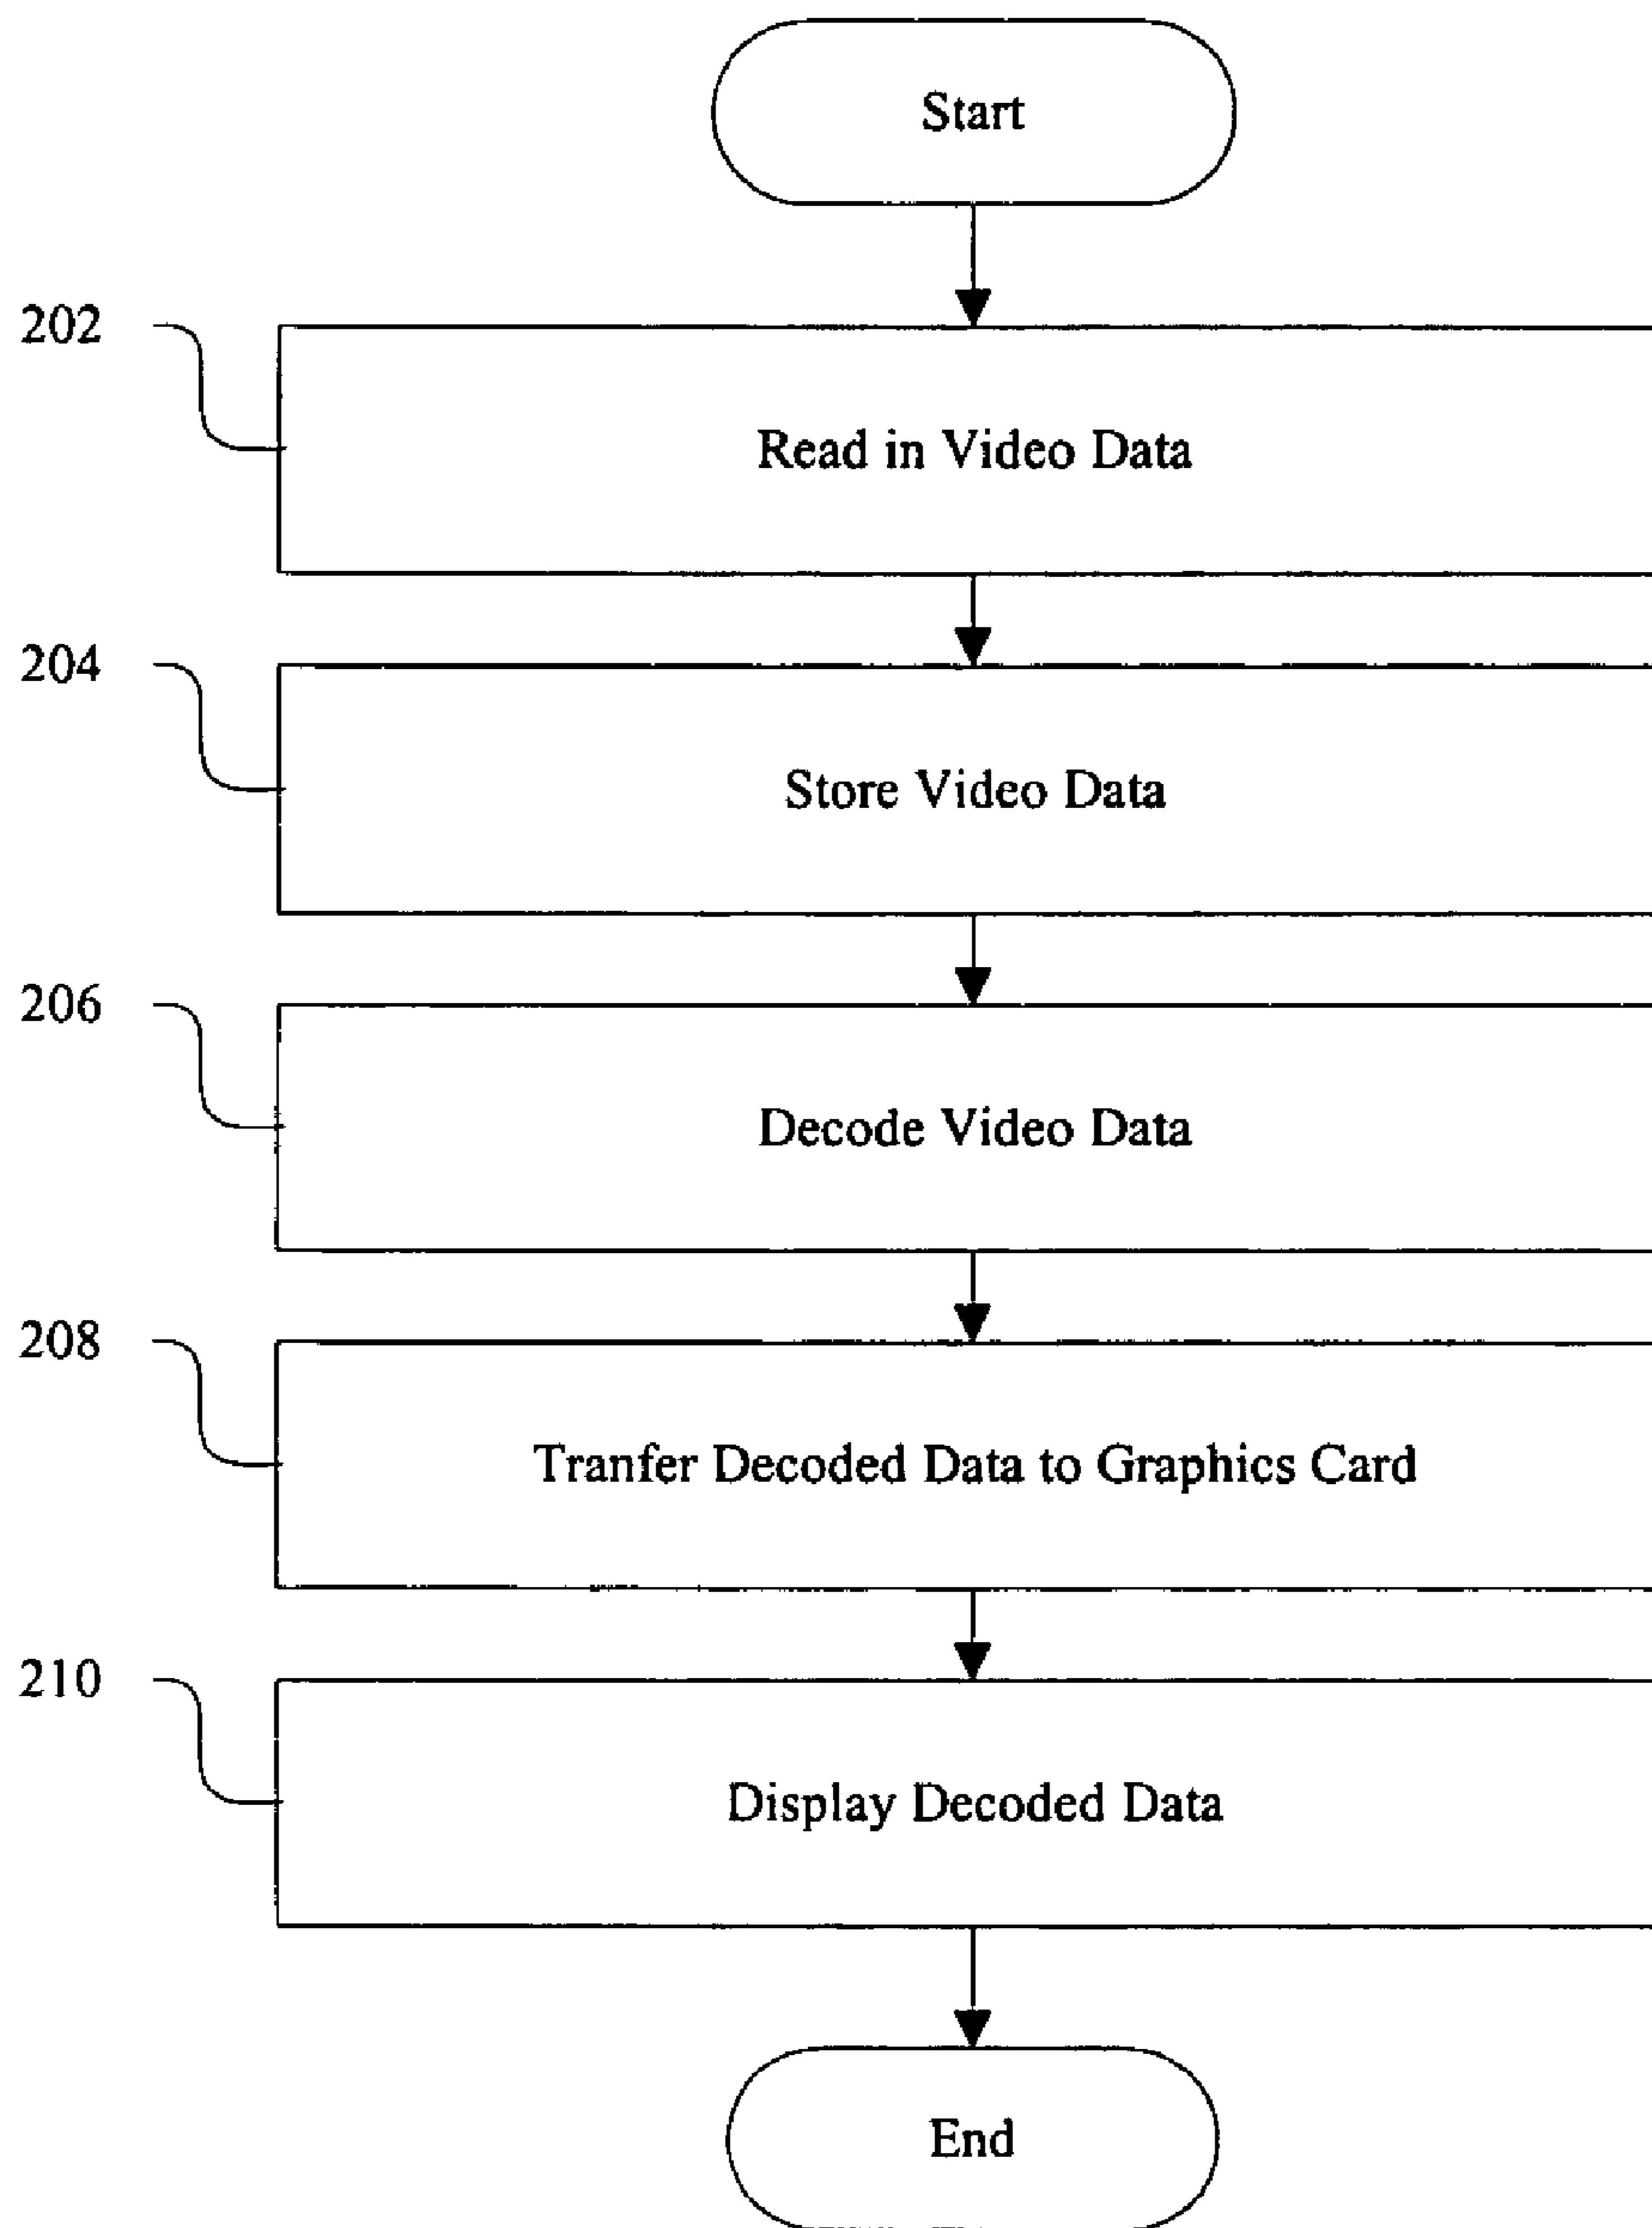 Start
202
Read in Video Data
204
Store Video Data
206
Decode Video Data
208
Tranfer Decoded Data to Graphics Card
210
Display Decoded Data
End